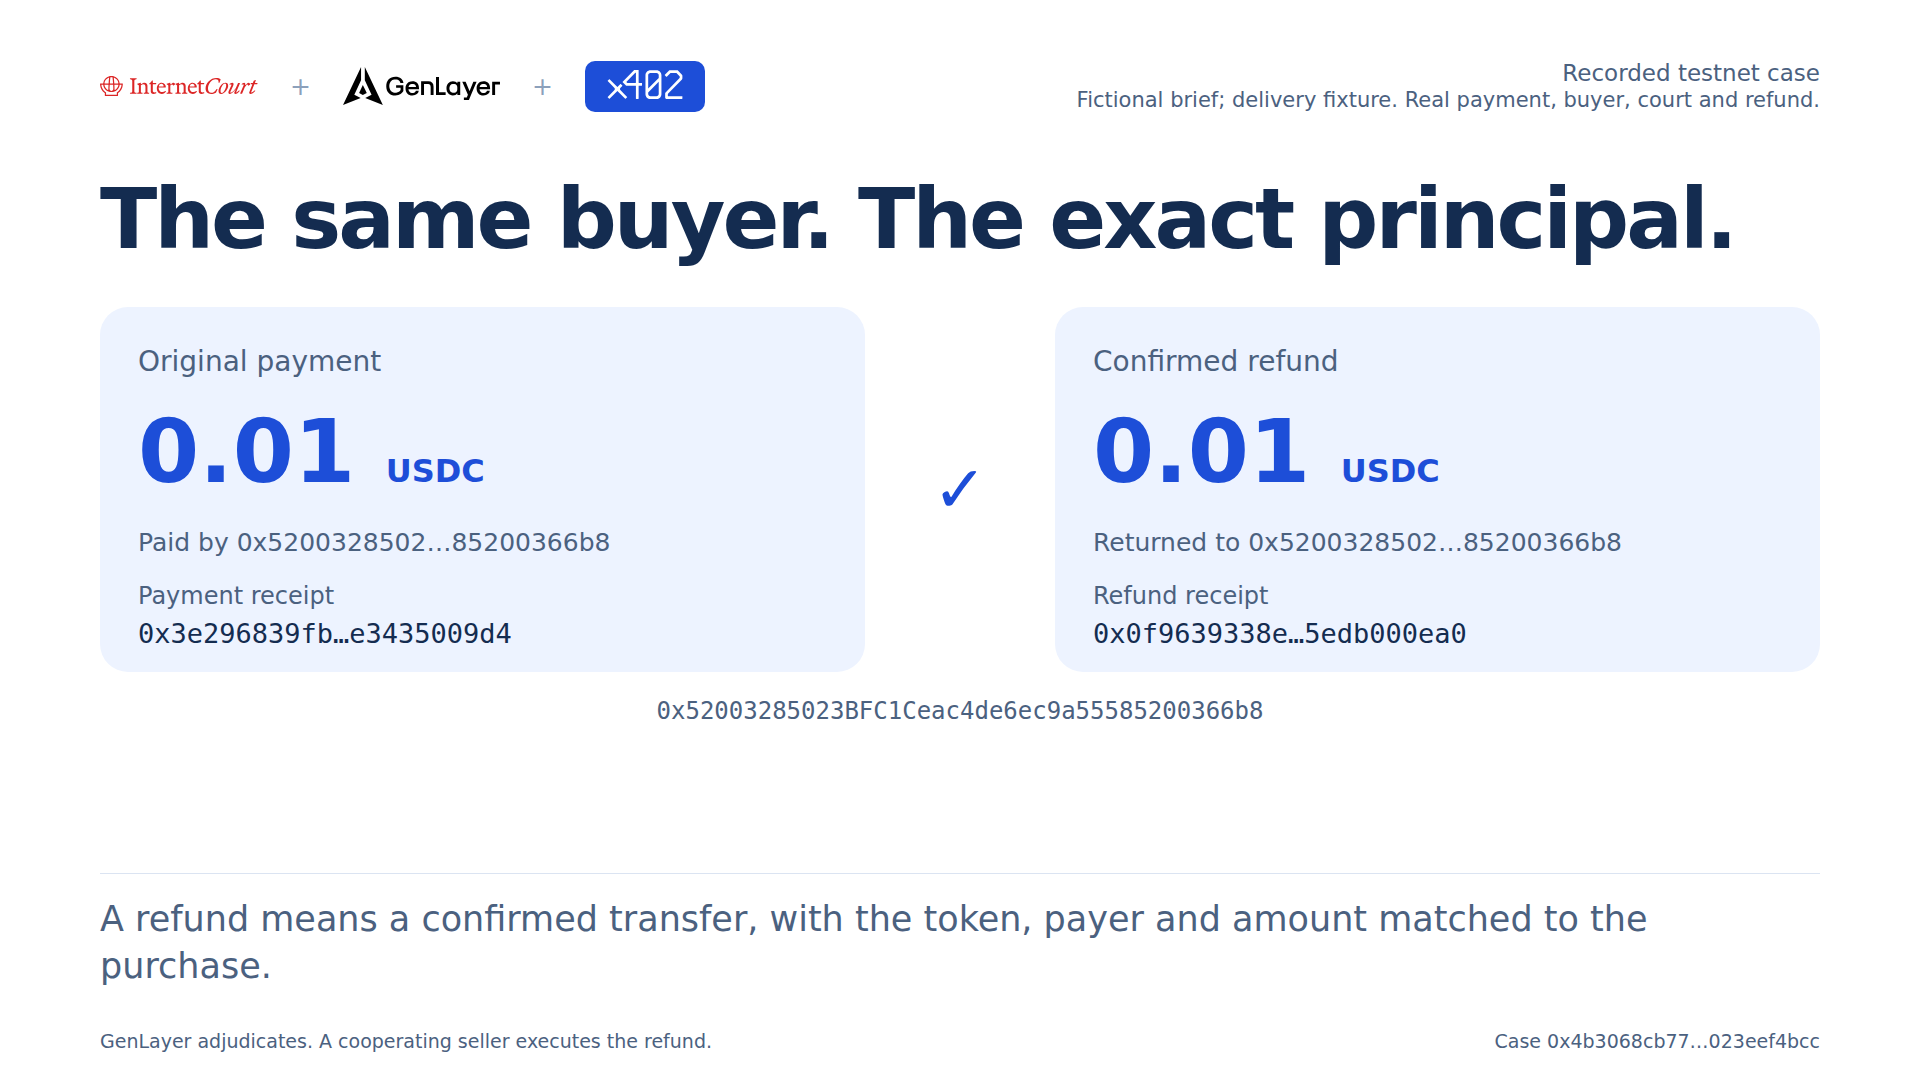 InternetCourt + GenLayer + x402
Recorded testnet case
Fictional brief; delivery fixture. Real payment, buyer, court and refund.
The same buyer. The exact principal.
Original payment
0.01 USDC
Paid by 0x5200328502…85200366b8
Payment receipt
0x3e296839fb…e3435009d4
✓
Confirmed refund
0.01 USDC
Returned to 0x5200328502…85200366b8
Refund receipt
0x0f9639338e…5edb000ea0
0x52003285023BFC1Ceac4de6ec9a55585200366b8
A refund means a confirmed transfer, with the token, payer and amount matched to the
purchase.
GenLayer adjudicates. A cooperating seller executes the refund.
Case 0x4b3068cb77…023eef4bcc